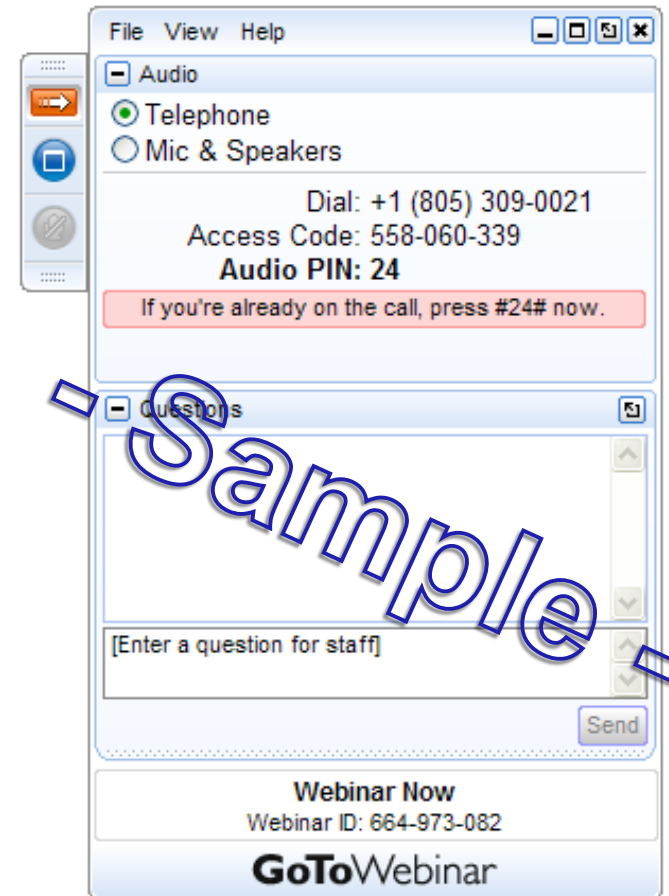 File View Help
Audio
Telephone
Mic & Speakers
Dial: +1 (805) 309-0021
Access Code: 558-060-339
Audio PIN: 24
If you're already on the call, press #24# now.
Questions
- Sample -
[Enter a question for staff]
Send
Webinar Now
Webinar ID: 664-973-082
GoToWebinar